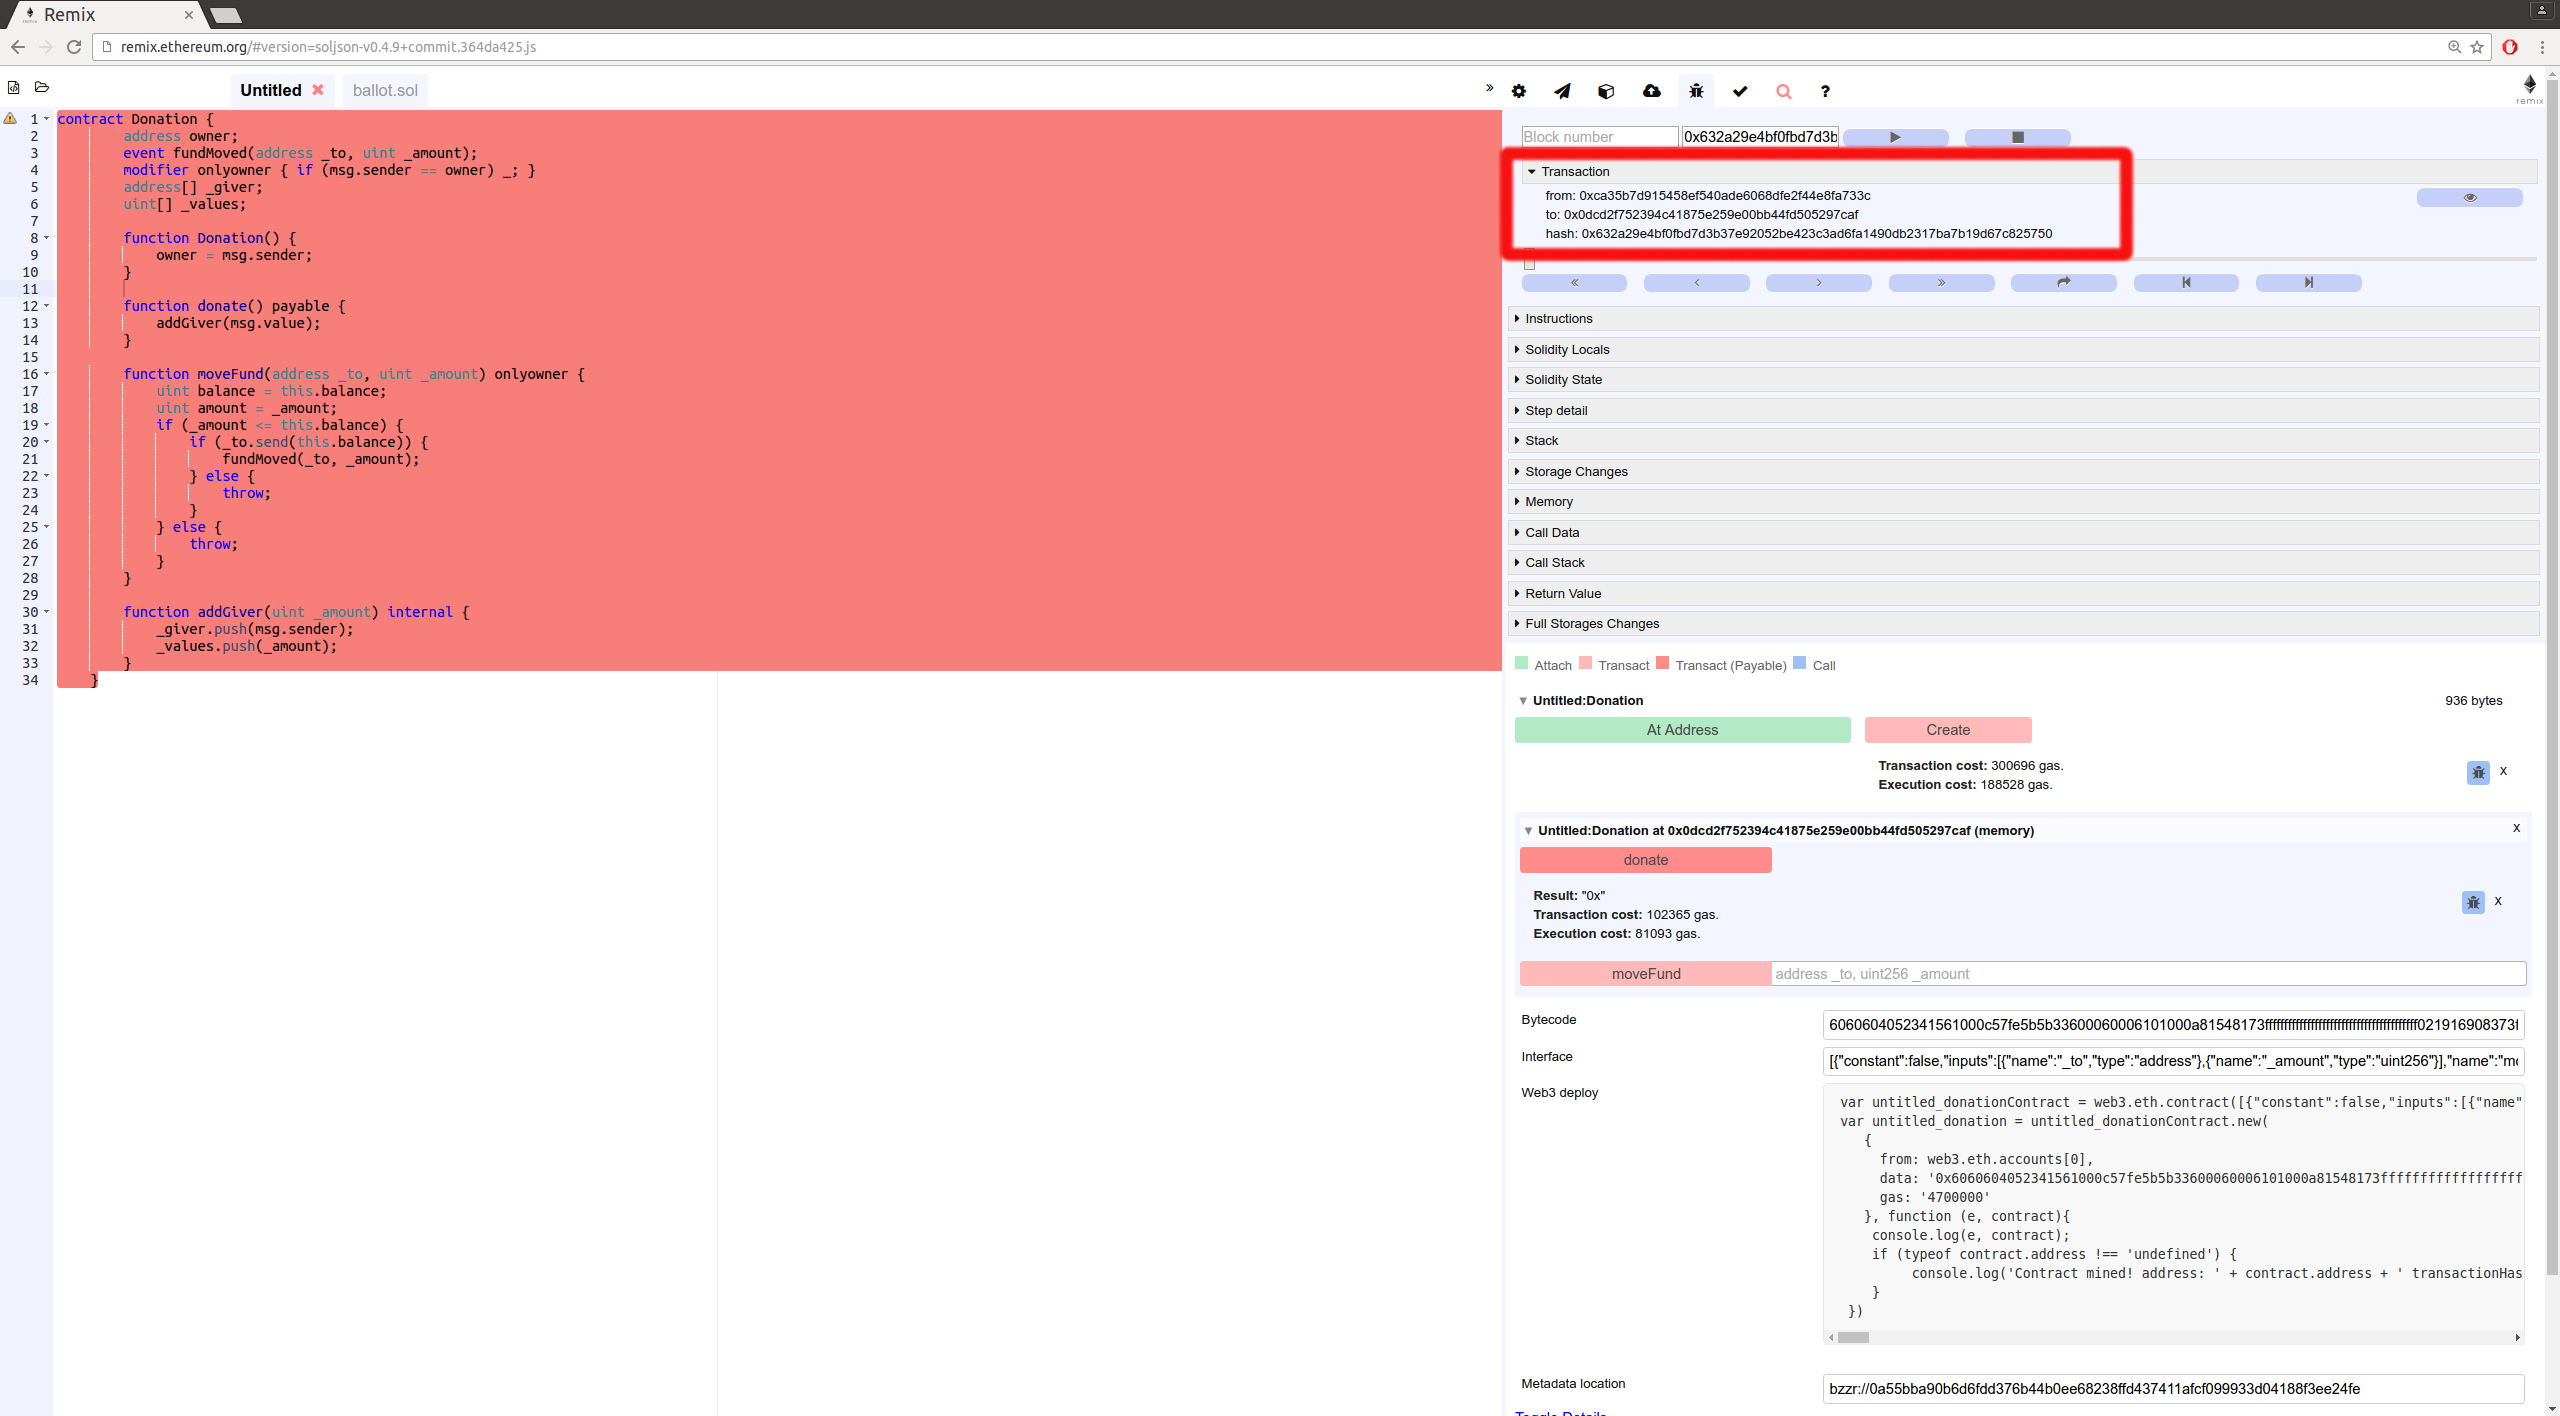 Remix
remix.ethereum.org/#version=soljson-v0.4.9+commit.364da425.js
Untitled ballot.sol
» ?
remix
1 contract Donation {
2 address owner;
3 event fundMoved(address _to, uint _amount);
4 modifier onlyowner { if (msg.sender == owner) _; }
5 address[] _giver;
6 uint[] _values;
7
8 function Donation() {
9 owner = msg.sender;
10 }
11
12 function donate() payable {
13 addGiver(msg.value);
14 }
15
16 function moveFund(address _to, uint _amount) onlyowner {
17 uint balance = this.balance;
18 uint amount = _amount;
19 if (_amount <= this.balance) {
20 if (_to.send(this.balance)) {
21 fundMoved(_to, _amount);
22 } else {
23 throw;
24 }
25 } else {
26 throw;
27 }
28 }
29
30 function addGiver(uint _amount) internal {
31 _giver.push(msg.sender);
32 _values.push(_amount);
33 }
34 }
Block number 0x632a29e4bf0fbd7d3b
Transaction
from: 0xca35b7d915458ef540ade6068dfe2f44e8fa733c
to: 0x0dcd2f752394c41875e259e00bb44fd505297caf
hash: 0x632a29e4bf0fbd7d3b37e92052be423c3ad6fa1490db2317ba7b19d67c825750
Instructions
Solidity Locals
Solidity State
Step detail
Stack
Storage Changes
Memory
Call Data
Call Stack
Return Value
Full Storages Changes
Attach Transact Transact (Payable) Call
Untitled:Donation 936 bytes
At Address Create
Transaction cost: 300696 gas.
Execution cost: 188528 gas.
x
Untitled:Donation at 0x0dcd2f752394c41875e259e00bb44fd505297caf (memory) x
donate
Result: "0x"
Transaction cost: 102365 gas.
Execution cost: 81093 gas.
x
moveFund address _to, uint256 _amount
Bytecode 6060604052341561000c57fe5b5b33600060006101000a81548173ffffffffffffffffffffffffffffffffffffffff021916908373f
Interface [{"constant":false,"inputs":[{"name":"_to","type":"address"},{"name":"_amount","type":"uint256"}],"name":"mo
Web3 deploy
var untitled_donationContract = web3.eth.contract([{"constant":false,"inputs":[{"name"
var untitled_donation = untitled_donationContract.new(
{
from: web3.eth.accounts[0],
data: '0x6060604052341561000c57fe5b5b33600060006101000a81548173ffffffffffffffffff
gas: '4700000'
}, function (e, contract){
console.log(e, contract);
if (typeof contract.address !== 'undefined') {
console.log('Contract mined! address: ' + contract.address + ' transactionHas
}
})
Metadata location bzzr://0a55bba90b6d6fdd376b44b0ee68238ffd437411afcf099933d04188f3ee24fe
Toggle Details